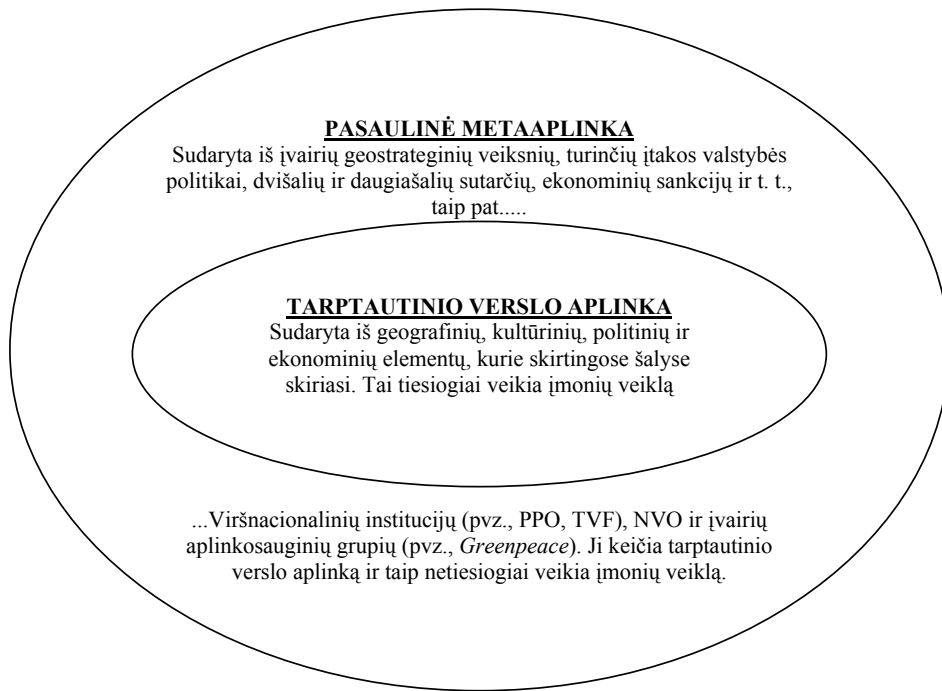 PASAULINĖ METAAPLINKA
Sudaryta iš įvairių geostrateginių veiksnių, turinčių įtakos valstybės
politikai, dvišalių ir daugiašalių sutarčių, ekonominių sankcijų ir t. t.,
taip pat.....
TARPTAUTINIO VERSLO APLINKA
Sudaryta iš geografinių, kultūrinių, politinių ir
ekonominių elementų, kurie skirtingose šalyse
skiriasi. Tai tiesiogiai veikia įmonių veiklą
...Viršnacionalinių institucijų (pvz., PPO, TVF), NVO ir įvairių
aplinkosauginių grupių (pvz., Greenpeace). Ji keičia tarptautinio
verslo aplinką ir taip netiesiogiai veikia įmonių veiklą.